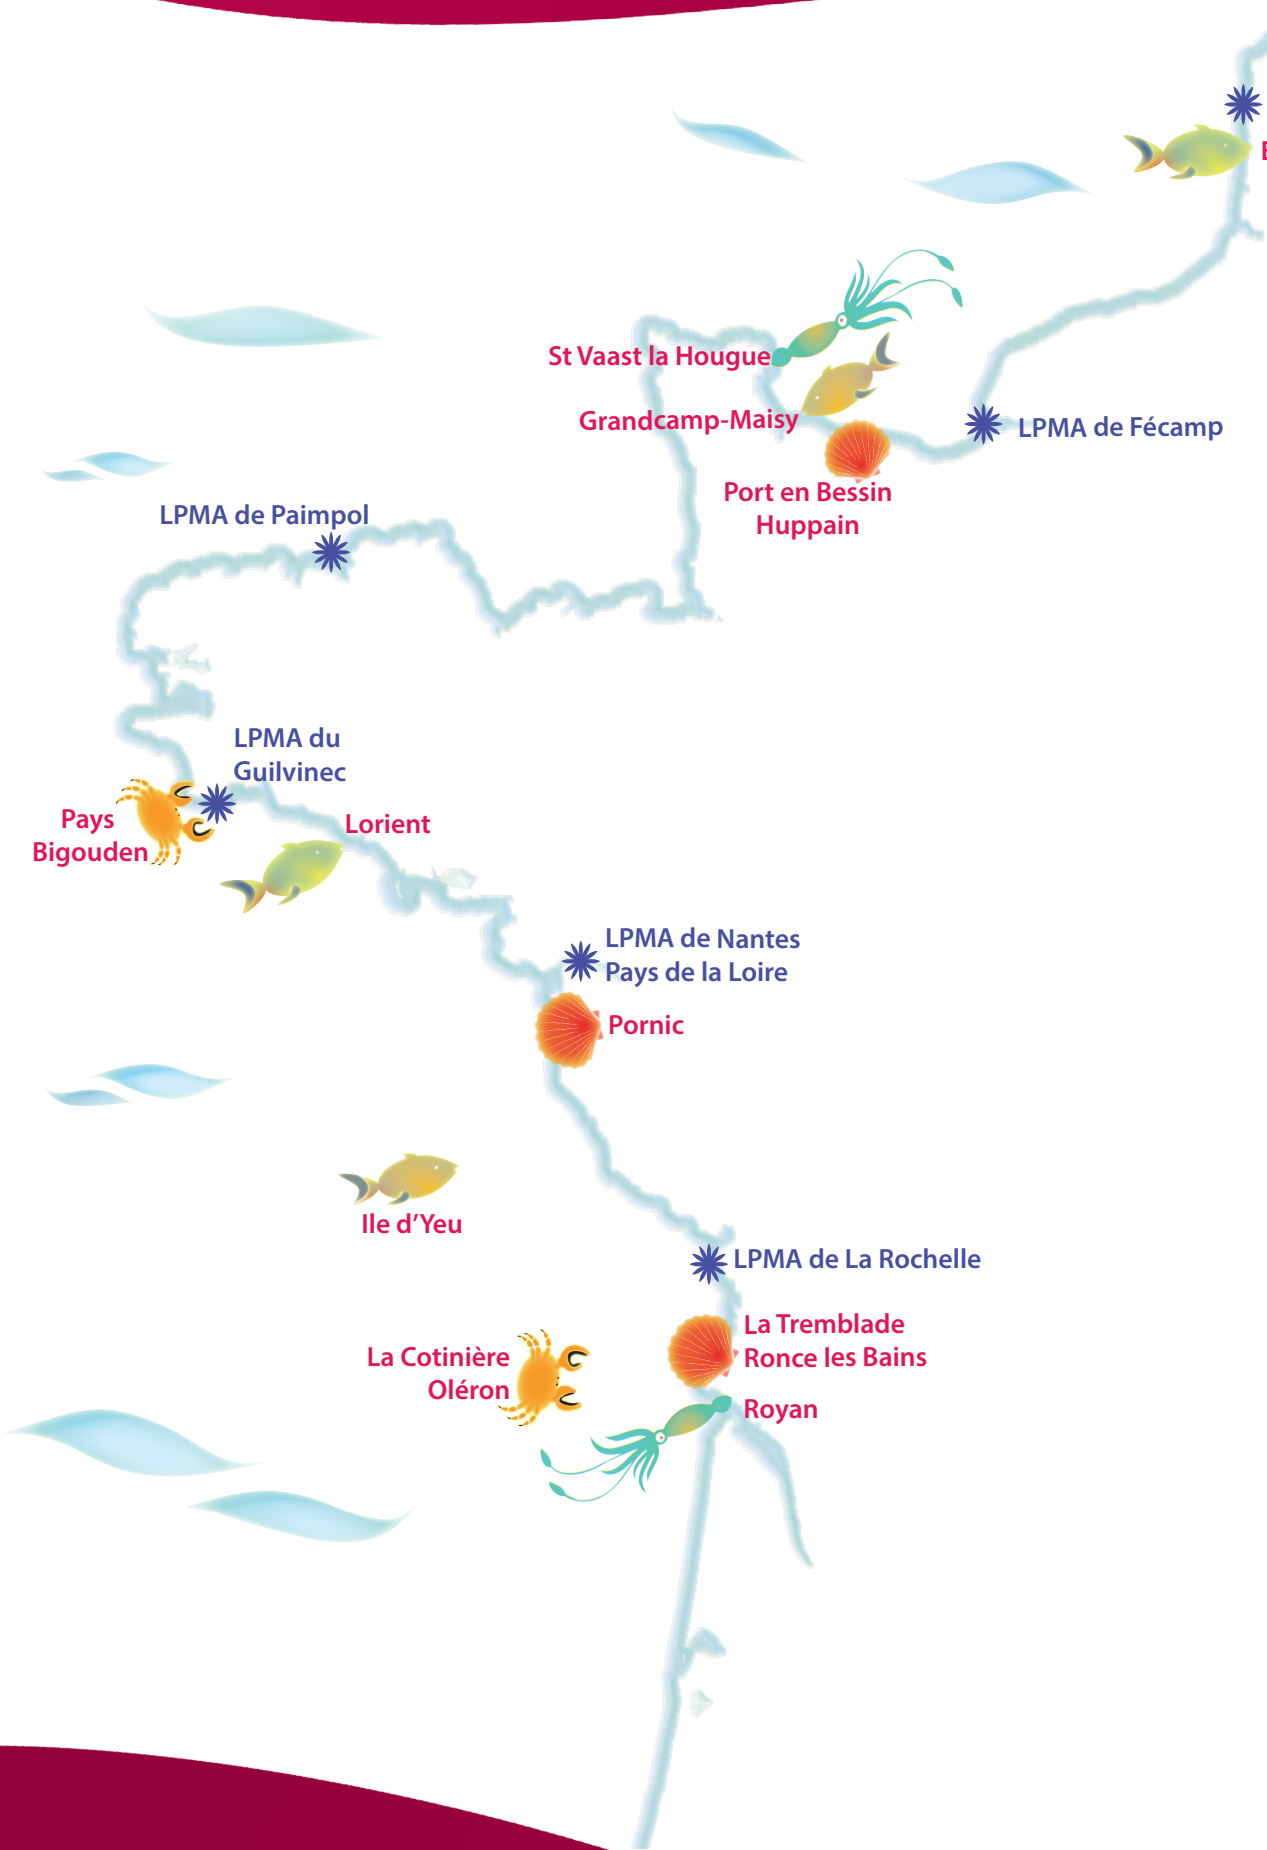 St Vaast la Hougue
Grandcamp-Maisy
LPMA de Fécamp
Port en Bessin
Huppain
LPMA de Paimpol
LPMA du
Guilvinec
Pays
Bigouden
Lorient
LPMA de Nantes
Pays de la Loire
Pornic
Ile d'Yeu
LPMA de La Rochelle
La Tremblade
Ronce les Bains
La Cotinière
Oléron
Royan